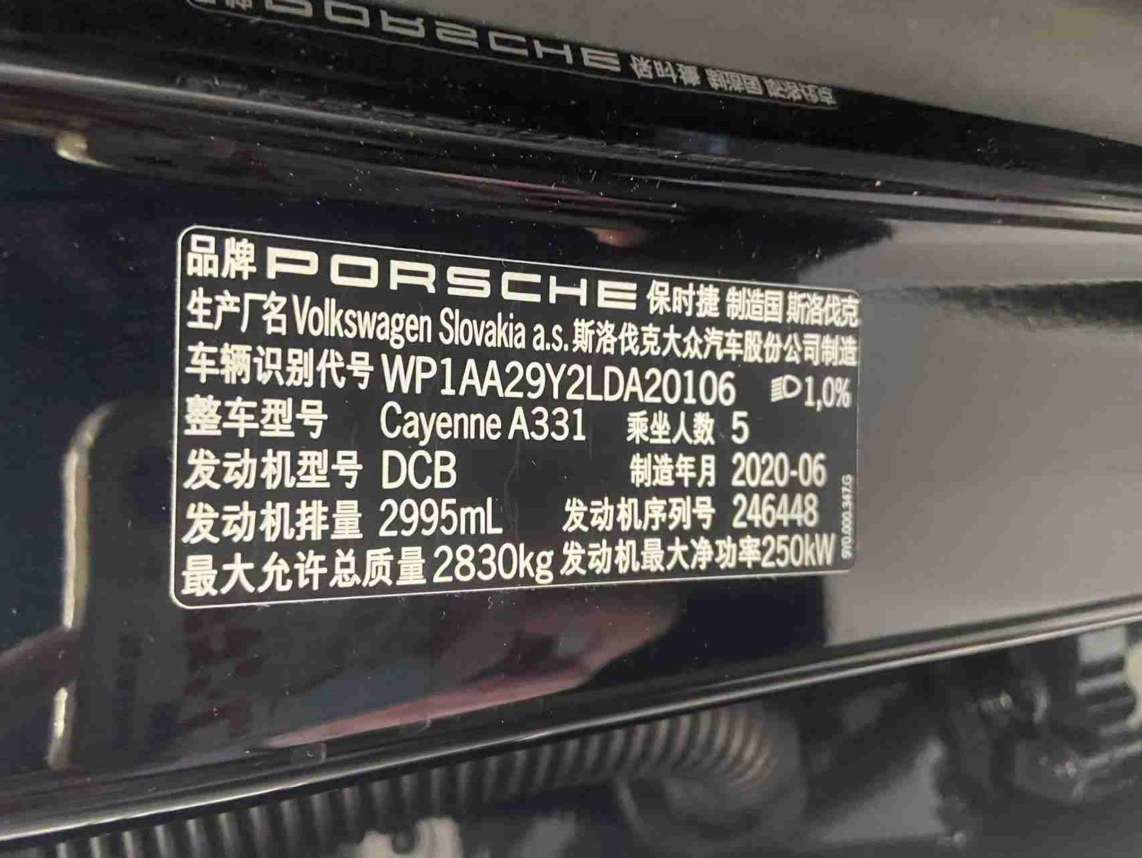 品牌 PORSCHE 保时捷 制造国 斯洛伐克
生产厂名 Volkswagen Slovakia a.s. 斯洛伐克大众汽车股份公司制造
车辆识别代号 WP1AA29Y2LDA20106 1,0%
整车型号 Cayenne A331 乘坐人数 5
发动机型号 DCB 制造年月 2020-06
发动机排量 2995mL 发动机序列号 246448
最大允许总质量 2830kg 发动机最大净功率 250kW